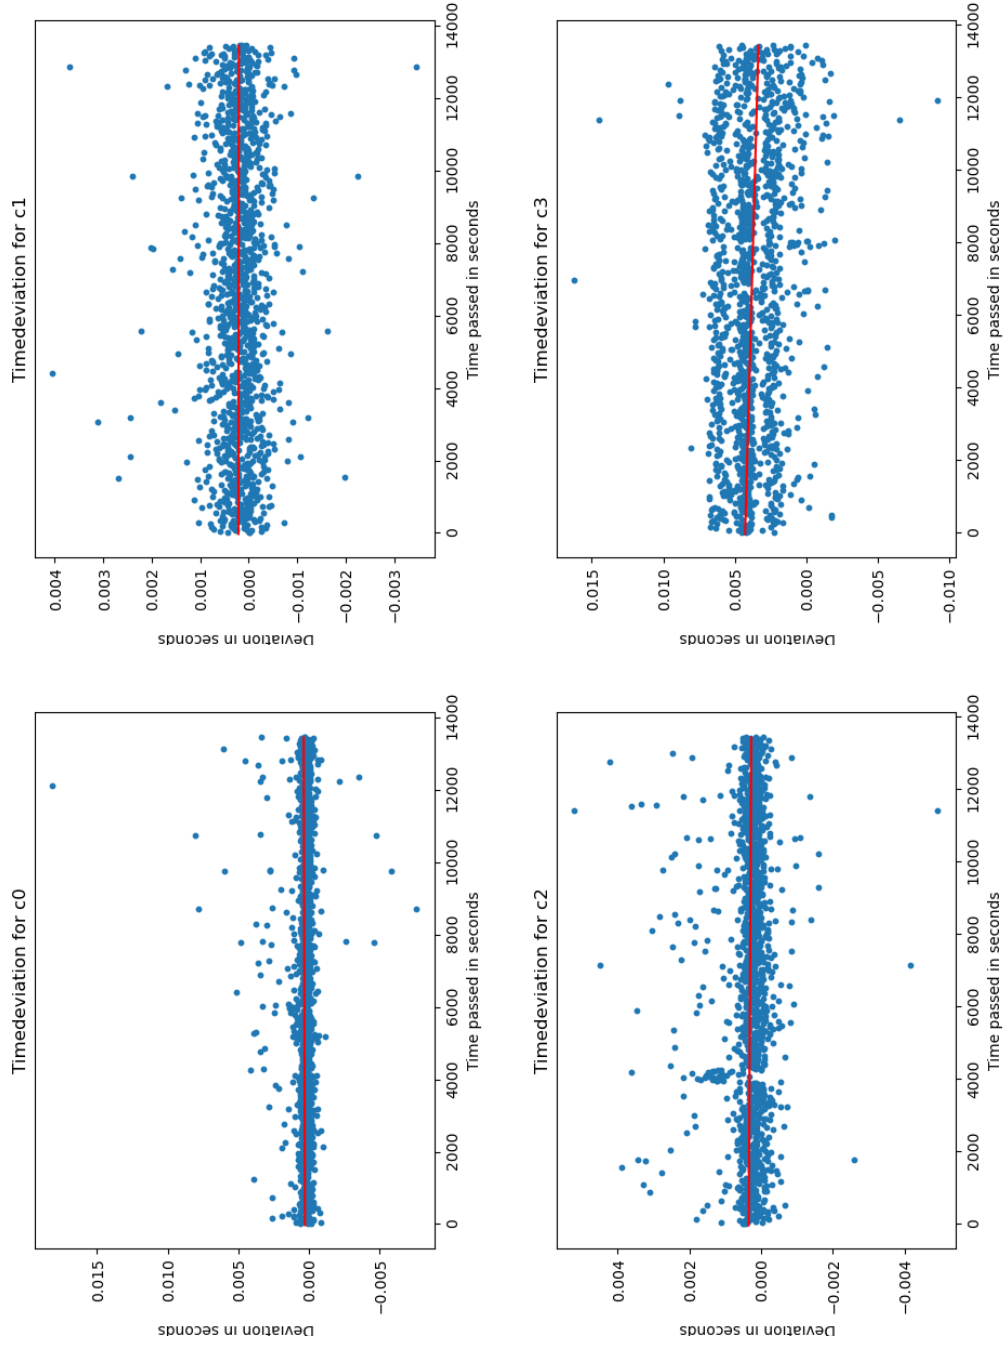 Timedeviation for c0
Deviation in seconds
0.015
0.010
0.005
0.000
−0.005
0 2000 4000 6000 8000 10000 12000 14000
Time passed in seconds
Timedeviation for c1
Deviation in seconds
0.004
0.003
0.002
0.001
0.000
−0.001
−0.002
−0.003
0 2000 4000 6000 8000 10000 12000 14000
Time passed in seconds
Timedeviation for c2
Deviation in seconds
0.004
0.002
0.000
−0.002
−0.004
0 2000 4000 6000 8000 10000 12000 14000
Time passed in seconds
Timedeviation for c3
Deviation in seconds
0.015
0.010
0.005
0.000
−0.005
−0.010
0 2000 4000 6000 8000 10000 12000 14000
Time passed in seconds